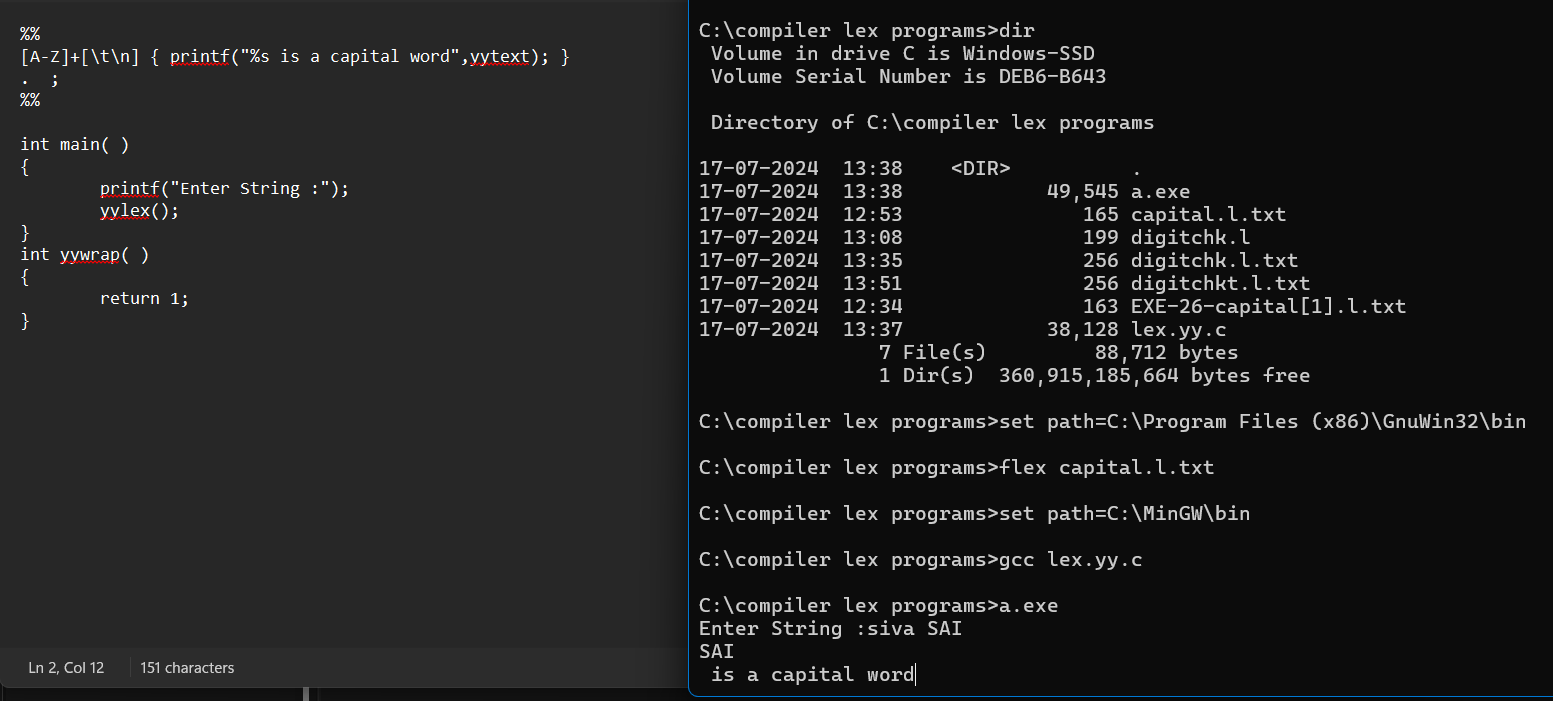 %%
[A-Z]+[\t\n] { printf("%s is a capital word",yytext); }
.  ;
%%
int main( )
{
        printf("Enter String :");
        yylex();
}
int yywrap( )
{
        return 1;
}
Ln 2, Col 12    151 characters
C:\compiler lex programs>dir
 Volume in drive C is Windows-SSD
 Volume Serial Number is DEB6-B643
 Directory of C:\compiler lex programs
17-07-2024  13:38    <DIR>          .
17-07-2024  13:38            49,545 a.exe
17-07-2024  12:53               165 capital.l.txt
17-07-2024  13:08               199 digitchk.l
17-07-2024  13:35               256 digitchk.l.txt
17-07-2024  13:51               256 digitchkt.l.txt
17-07-2024  12:34               163 EXE-26-capital[1].l.txt
17-07-2024  13:37            38,128 lex.yy.c
               7 File(s)         88,712 bytes
               1 Dir(s)  360,915,185,664 bytes free
C:\compiler lex programs>set path=C:\Program Files (x86)\GnuWin32\bin
C:\compiler lex programs>flex capital.l.txt
C:\compiler lex programs>set path=C:\MinGW\bin
C:\compiler lex programs>gcc lex.yy.c
C:\compiler lex programs>a.exe
Enter String :siva SAI
SAI
 is a capital word